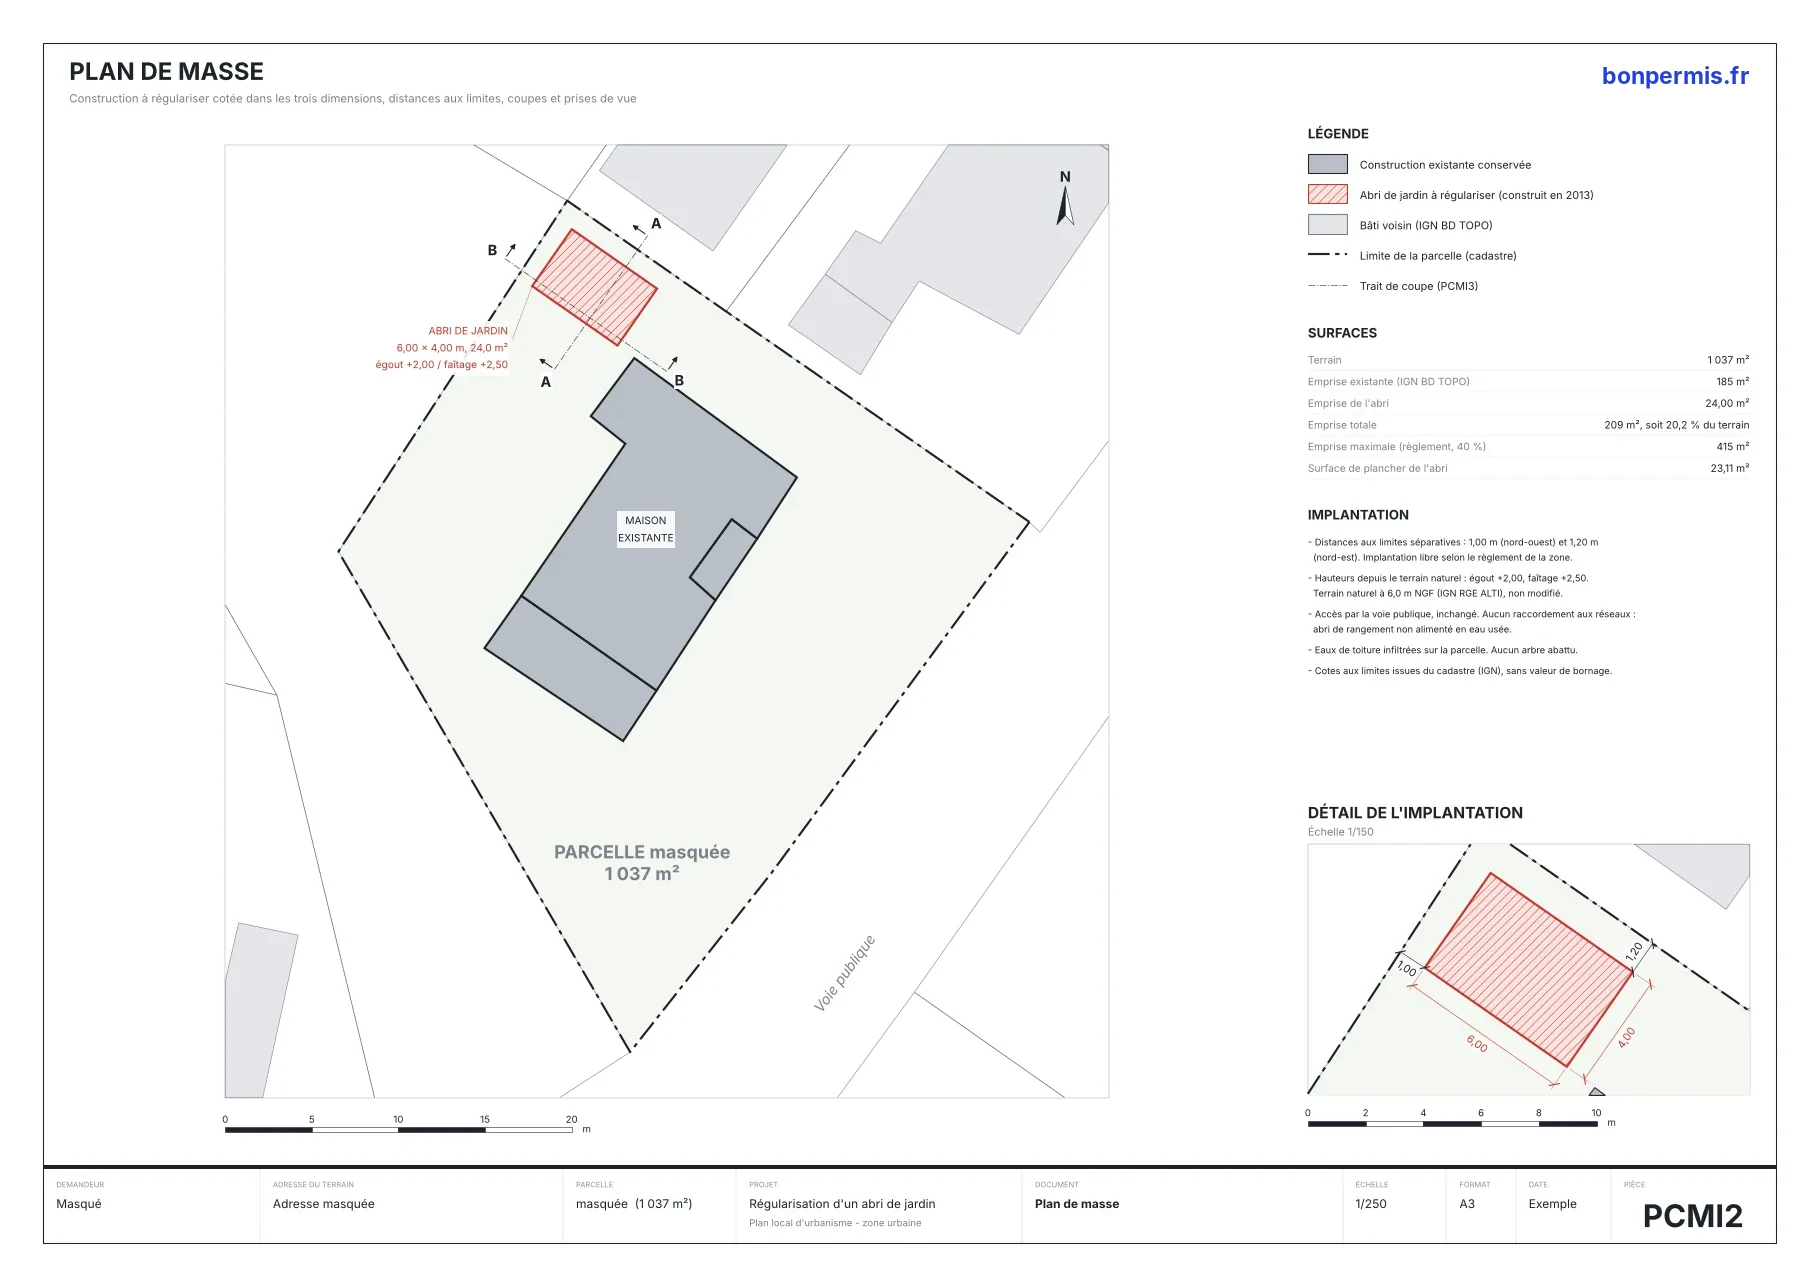 PLAN DE MASSE
Construction à régulariser cotée dans les trois dimensions, distances aux limites, coupes et prises de vue
bonpermis.fr
N
A
B
ABRI DE JARDIN
6,00 × 4,00 m, 24,0 m²
égout +2,00 / faîtage +2,50
A
B
MAISON
EXISTANTE
PARCELLE masquée
1 037 m²
Voie publique
0 5 10 15 20 m
LÉGENDE
Construction existante conservée
Abri de jardin à régulariser (construit en 2013)
Bâti voisin (IGN BD TOPO)
Limite de la parcelle (cadastre)
Trait de coupe (PCMI3)
SURFACES
Terrain 1 037 m²
Emprise existante (IGN BD TOPO) 185 m²
Emprise de l'abri 24,00 m²
Emprise totale 209 m², soit 20,2 % du terrain
Emprise maximale (règlement, 40 %) 415 m²
Surface de plancher de l'abri 23,11 m²
IMPLANTATION
- Distances aux limites séparatives : 1,00 m (nord-ouest) et 1,20 m
(nord-est). Implantation libre selon le règlement de la zone.
- Hauteurs depuis le terrain naturel : égout +2,00, faîtage +2,50.
Terrain naturel à 6,0 m NGF (IGN RGE ALTI), non modifié.
- Accès par la voie publique, inchangé. Aucun raccordement aux réseaux :
abri de rangement non alimenté en eau usée.
- Eaux de toiture infiltrées sur la parcelle. Aucun arbre abattu.
- Cotes aux limites issues du cadastre (IGN), sans valeur de bornage.
DÉTAIL DE L'IMPLANTATION
Échelle 1/150
1,20
1,00
6,00
4,00
0 2 4 6 8 10 m
DEMANDEUR
Masqué
ADRESSE DU TERRAIN
Adresse masquée
PARCELLE
masquée (1 037 m²)
PROJET
Régularisation d'un abri de jardin
Plan local d'urbanisme - zone urbaine
DOCUMENT
Plan de masse
ÉCHELLE
1/250
FORMAT
A3
DATE
Exemple
PIÈCE
PCMI2